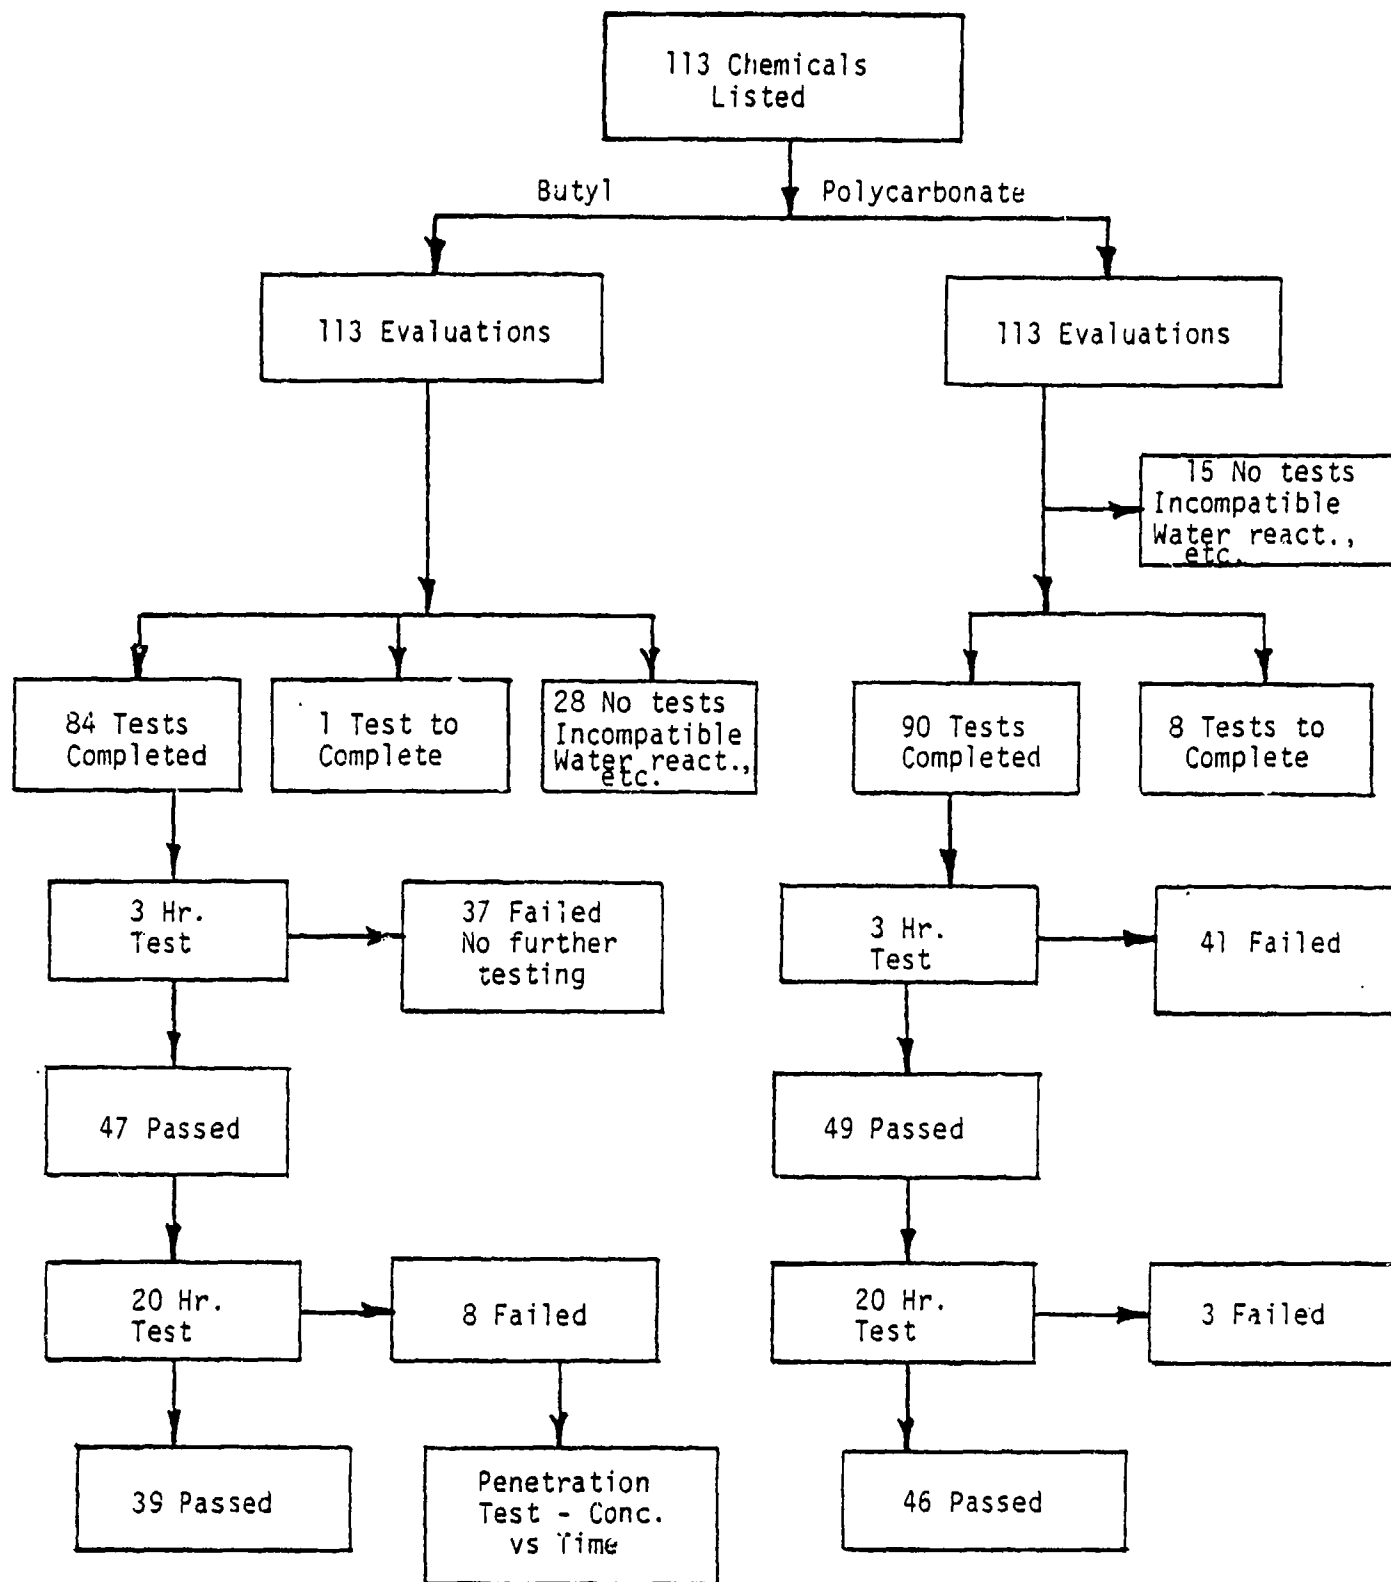 113 Chemicals
Listed
Butyl
Polycarbonate
113 Evaluations
113 Evaluations
15 No tests
Incompatible
Water react.,
etc.
84 Tests
Completed
1 Test to
Complete
28 No tests
Incompatible
Water react.,
etc.
90 Tests
Completed
8 Tests to
Complete
3 Hr.
Test
37 Failed
No further
testing
3 Hr.
Test
41 Failed
47 Passed
49 Passed
20 Hr.
Test
8 Failed
20 Hr.
Test
3 Failed
39 Passed
Penetration
Test - Conc.
vs Time
46 Passed